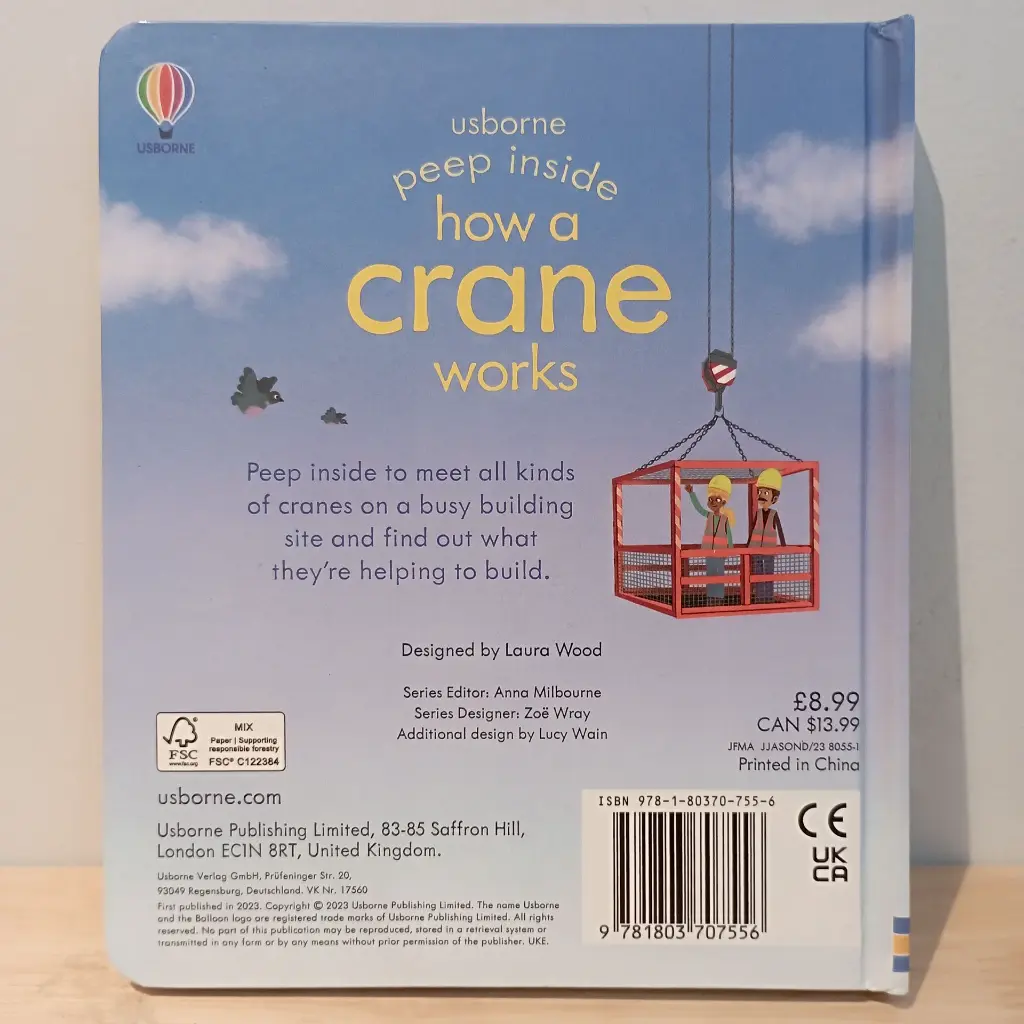 USBORNE
usborne
peep inside
how a
crane
works
Peep inside to meet all kinds
of cranes on a busy building
site and find out what
they're helping to build.
Designed by Laura Wood
Series Editor: Anna Milbourne
Series Designer: Zoë Wray
Additional design by Lucy Wain
£8.99
CAN $13.99
JFMA JJASOND/23 8055-1
Printed in China
FSC
www.fsc.org
MIX
Paper | Supporting
responsible forestry
FSC® C122384
usborne.com
Usborne Publishing Limited, 83-85 Saffron Hill,
London EC1N 8RT, United Kingdom.
Usborne Verlag GmbH, Prüfeninger Str. 20,
93049 Regensburg, Deutschland. VK Nr. 17560
First published in 2023. Copyright © 2023 Usborne Publishing Limited. The name Usborne
and the Balloon logo are registered trade marks of Usborne Publishing Limited. All rights
reserved. No part of this publication may be reproduced, stored in a retrieval system or
transmitted in any form or by any means without prior permission of the publisher. UKE.
ISBN 978-1-80370-755-6
9 781803 707556
CE
UK
CA